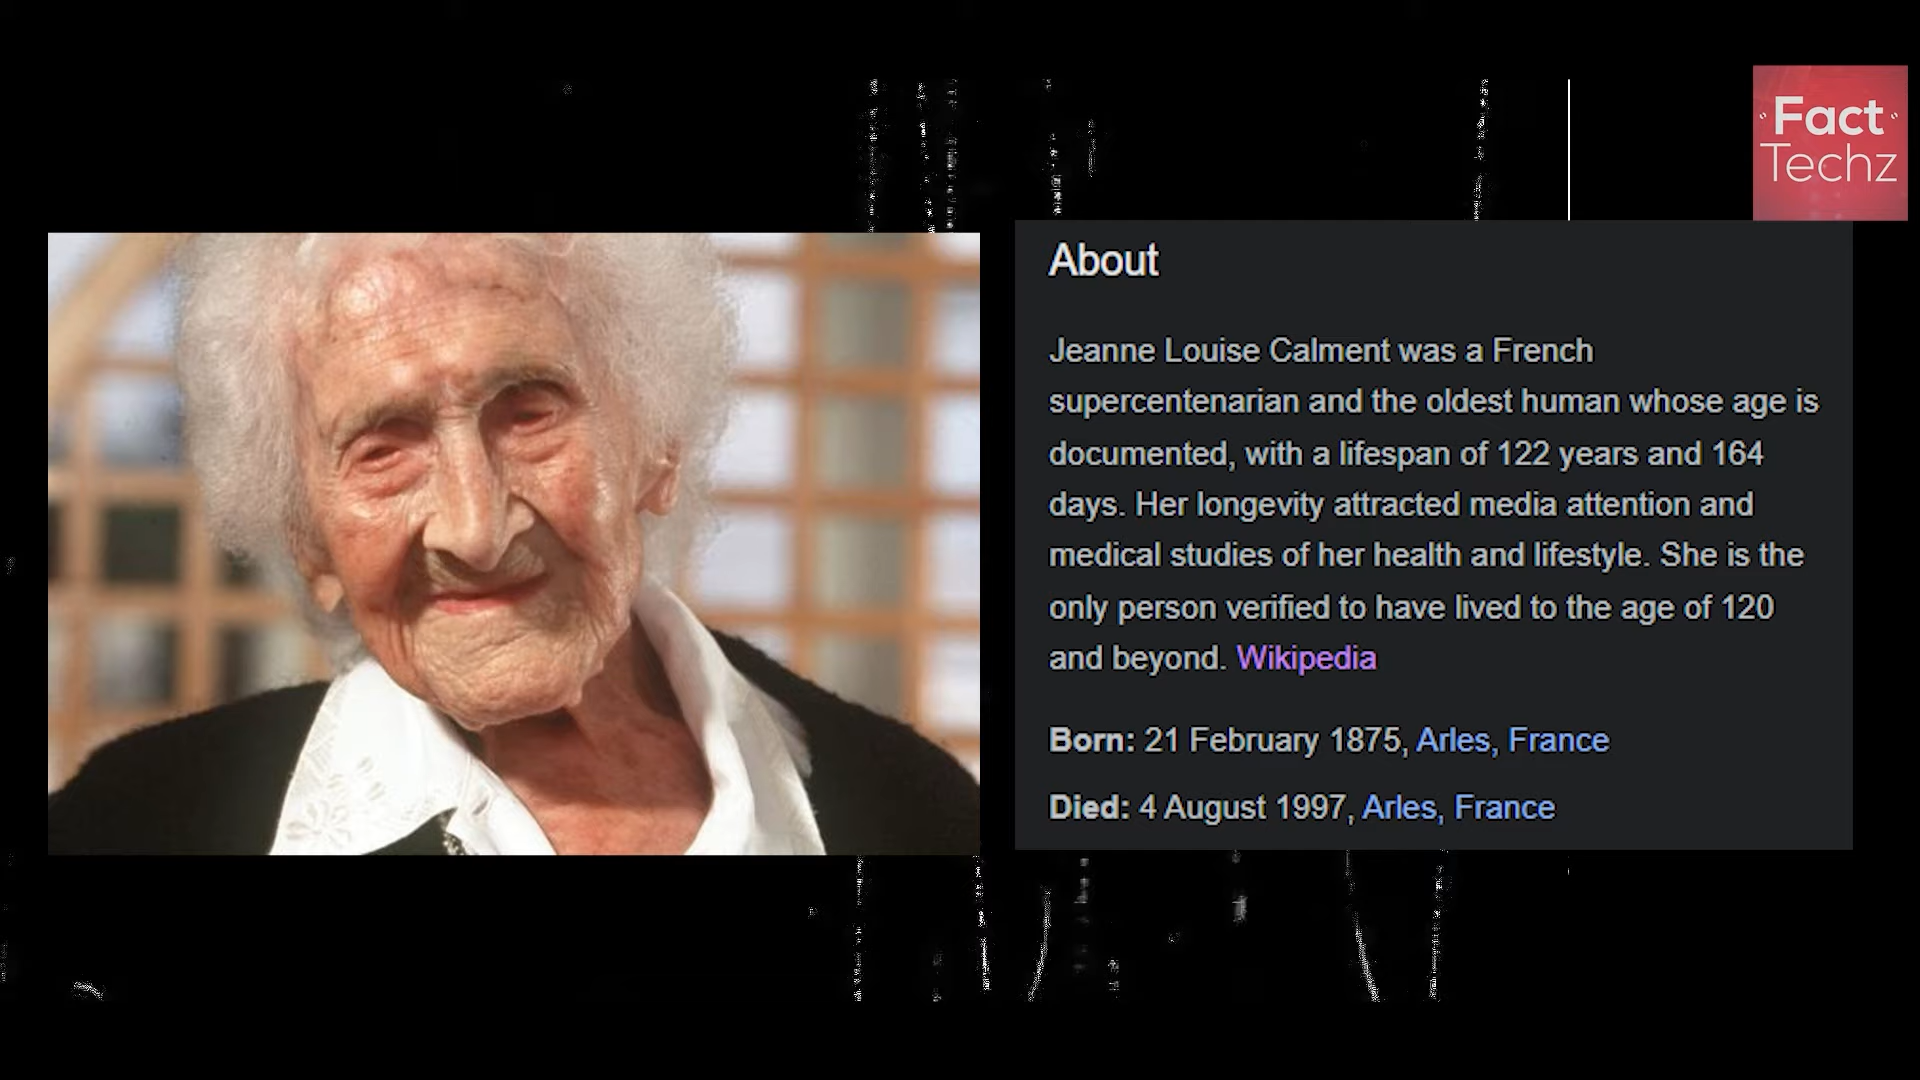 Fact
Techz
About
Jeanne Louise Calment was a French
supercentenarian and the oldest human whose age is
documented, with a lifespan of 122 years and 164
days. Her longevity attracted media attention and
medical studies of her health and lifestyle. She is the
only person verified to have lived to the age of 120
and beyond. Wikipedia
Born: 21 February 1875, Arles, France
Died: 4 August 1997, Arles, France